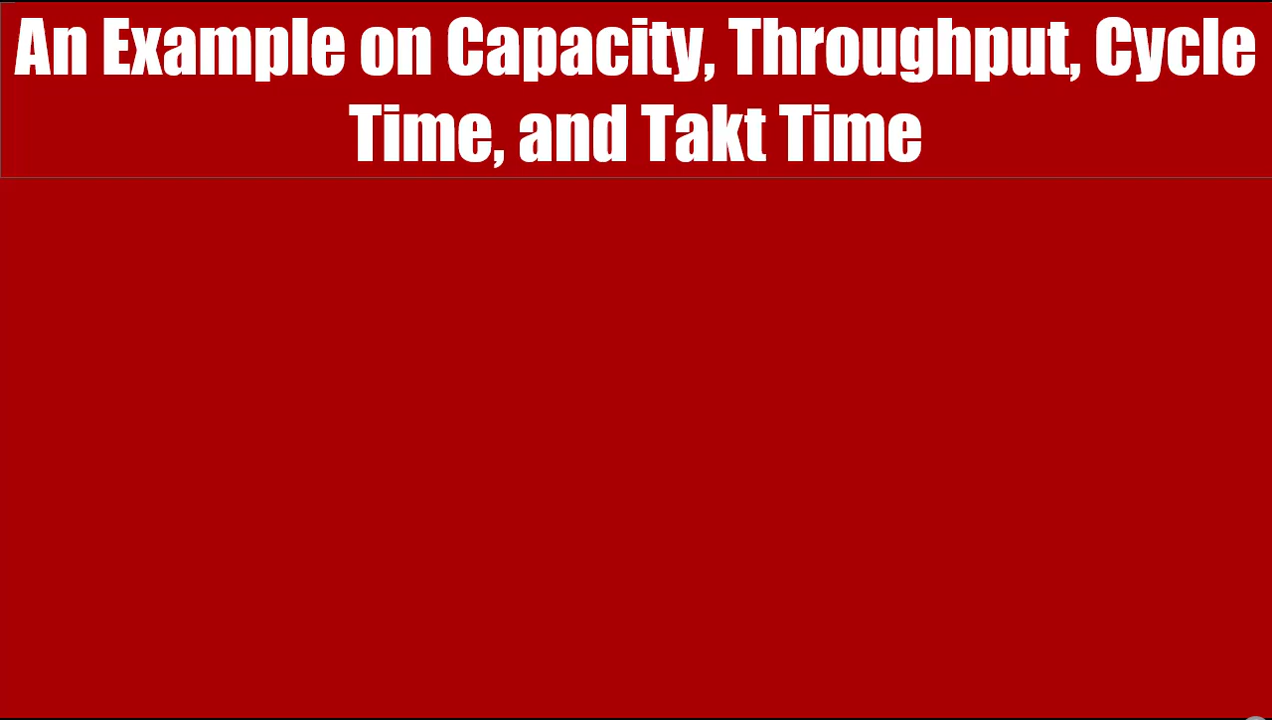 An Example on Capacity, Throughput, Cycle
Time, and Takt Time